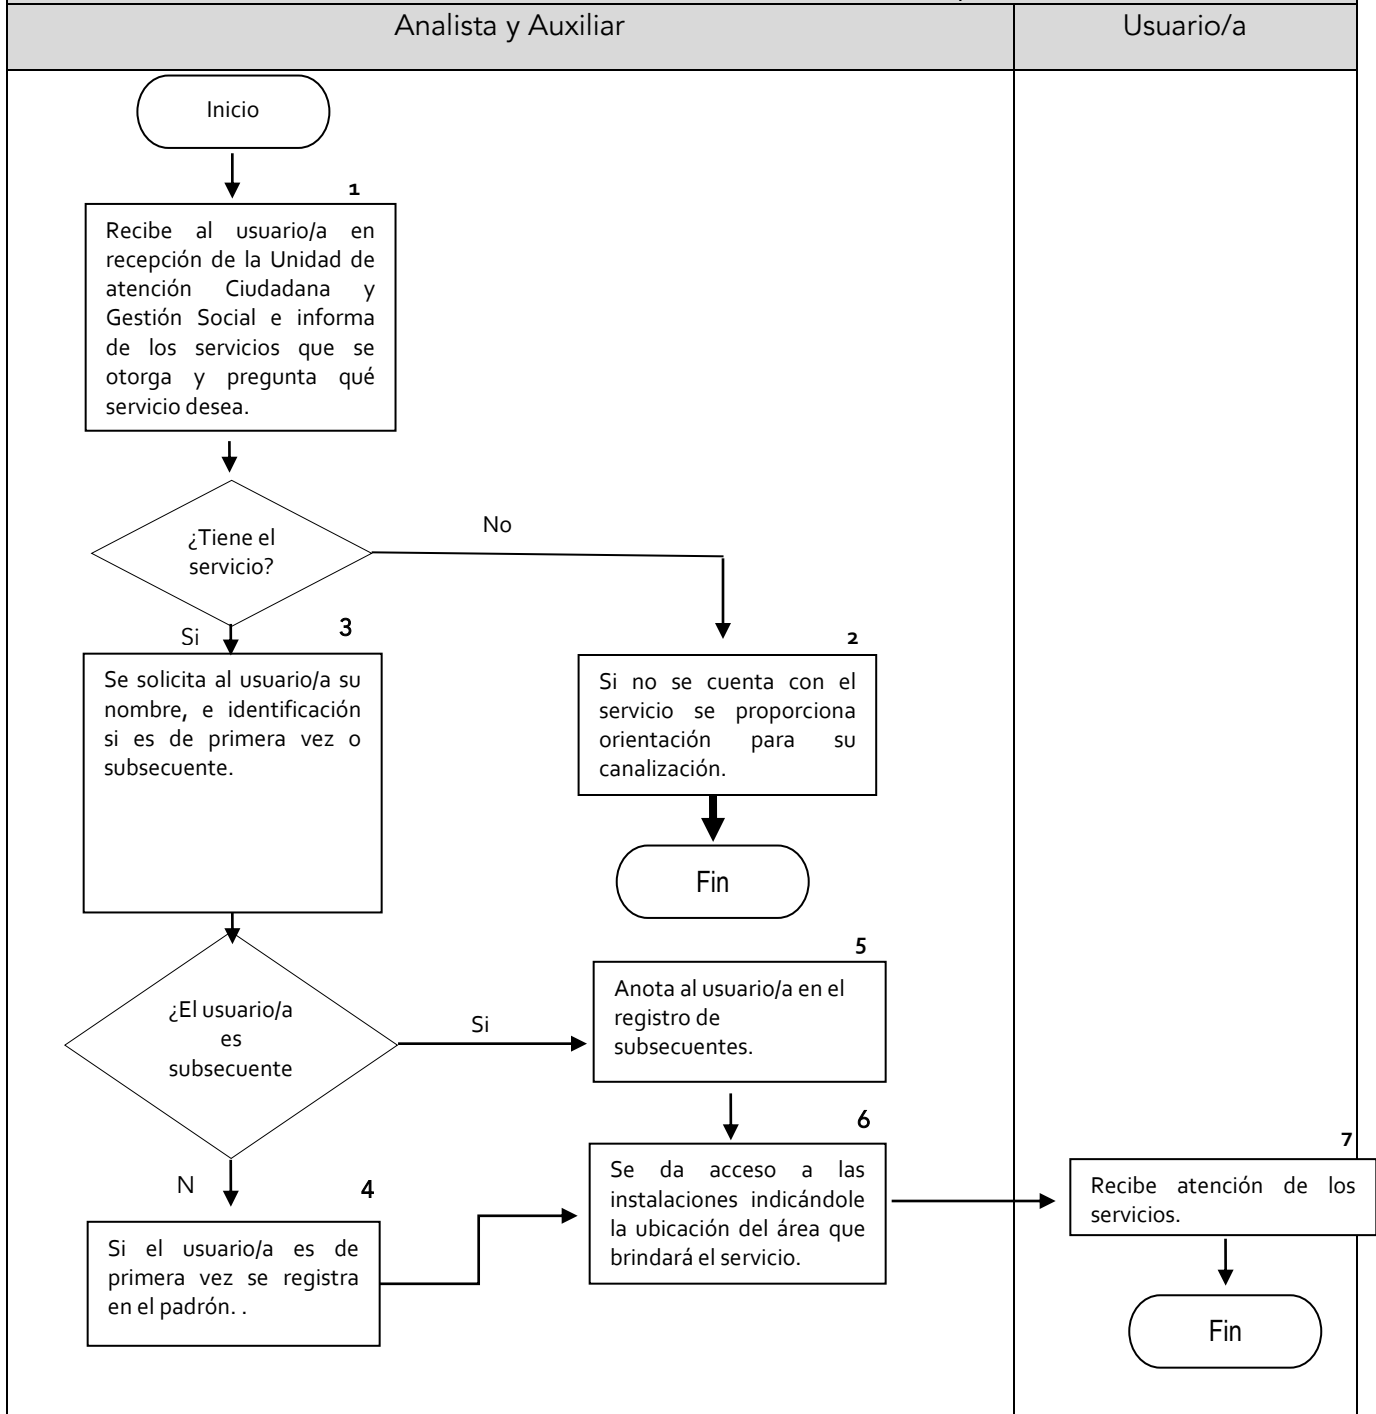 Analista y Auxiliar
Usuario/a
Inicio
1
Recibe al usuario/a en
recepción de la Unidad de
atención Ciudadana y
Gestión Social e informa
de los servicios que se
otorga y pregunta qué
servicio desea.
¿Tiene el
servicio?
No
Si
3
Se solicita al usuario/a su
nombre, e identificación
si es de primera vez o
subsecuente.
2
Si no se cuenta con el
servicio se proporciona
orientación para su
canalización.
Fin
¿El usuario/a
es
subsecuente
Si
5
Anota al usuario/a en el
registro de
subsecuentes.
N
4
Si el usuario/a es de
primera vez se registra
en el padrón. .
6
Se da acceso a las
instalaciones indicándole
la ubicación del área que
brindará el servicio.
7
Recibe atención de los
servicios.
Fin